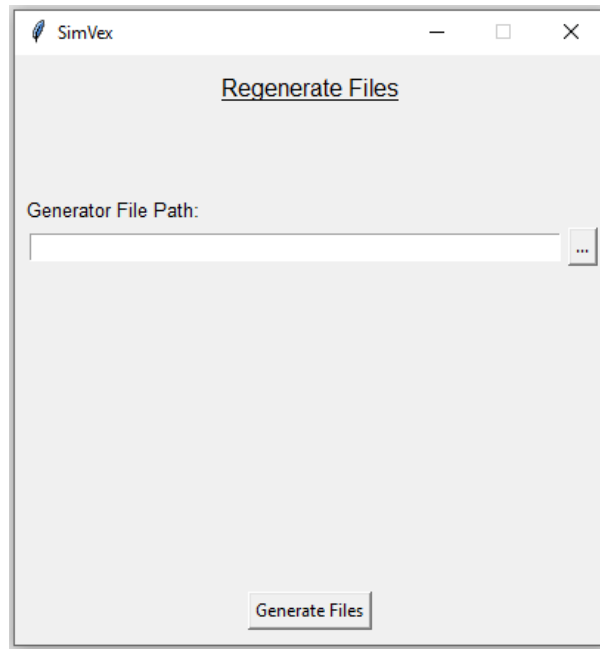 SimVex
Regenerate Files
Generator File Path:
...
Generate Files